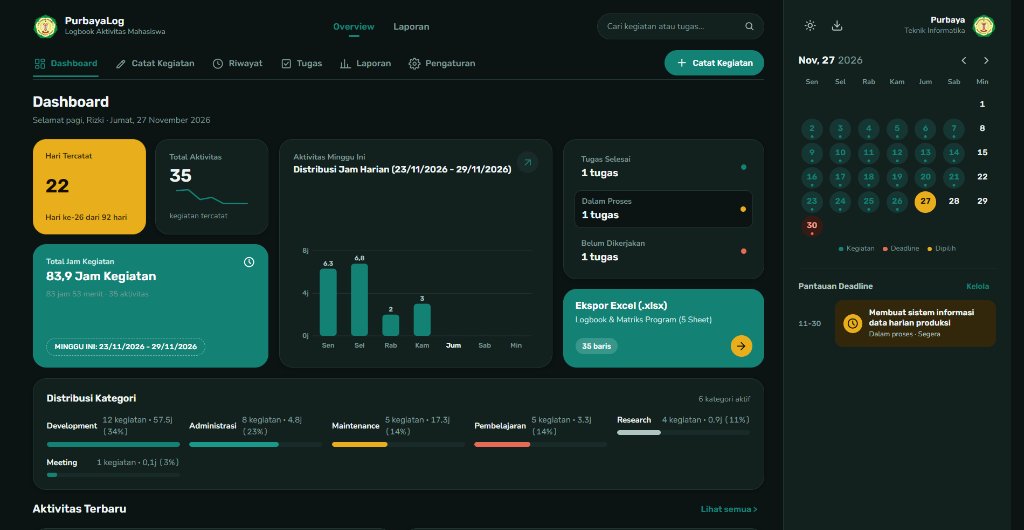 PurbayaLog
Logbook Aktivitas Mahasiswa
Overview
Laporan
Cari kegiatan atau tugas...
Dashboard
Catat Kegiatan
Riwayat
Tugas
Laporan
Pengaturan
+ Catat Kegiatan
Dashboard
Selamat pagi, Rizki · Jumat, 27 November 2026
Hari Tercatat
22
Hari ke-26 dari 92 hari
Total Aktivitas
35
kegiatan tercatat
Total Jam Kegiatan
83,9 Jam Kegiatan
83 jam 53 menit · 35 aktivitas
MINGGU INI: 23/11/2026 - 29/11/2026
Aktivitas Minggu Ini
Distribusi Jam Harian (23/11/2026 - 29/11/2026)
8j
4j
0j
6.3
6,8
2
3
Sen Sel Rab Kam Jum Sab Min
Tugas Selesai
1 tugas
Dalam Proses
1 tugas
Belum Dikerjakan
1 tugas
Ekspor Excel (.xlsx)
Logbook & Matriks Program (5 Sheet)
35 baris
Distribusi Kategori
6 kategori aktif
Development 12 kegiatan • 57.5j (34%)
Administrasi 8 kegiatan • 4.8j (23%)
Maintenance 5 kegiatan • 17.3j (14%)
Pembelajaran 5 kegiatan • 3.3j (14%)
Research 4 kegiatan • 0.9j (11%)
Meeting 1 kegiatan • 0,1j (3%)
Aktivitas Terbaru
Lihat semua >
Purbaya
Teknik Informatika
Nov, 27 2026
Sen Sel Rab Kam Jum Sab Min
1
2 3 4 5 6 7 8
9 10 11 12 13 14 15
16 17 18 19 20 21 22
23 24 25 26 27 28 29
30
Kegiatan Deadline Dipilih
Pantauan Deadline
Kelola
11-30
Membuat sistem informasi
data harian produksi
Dalam proses · Segera